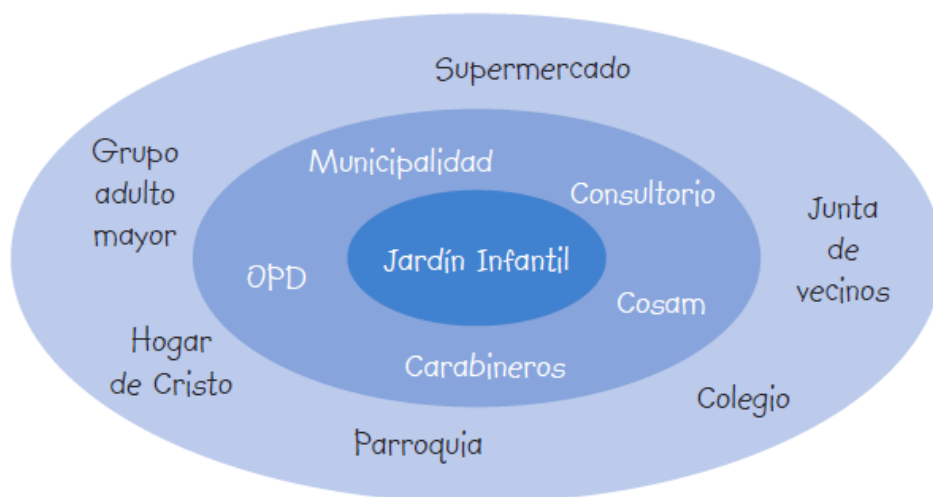 Supermercado
Grupo
adulto
mayor
Municipalidad
Consultorio
Junta
de
vecinos
Jardín Infantil
OPD
Cosam
Hogar
de Cristo
Carabineros
Colegio
Parroquia